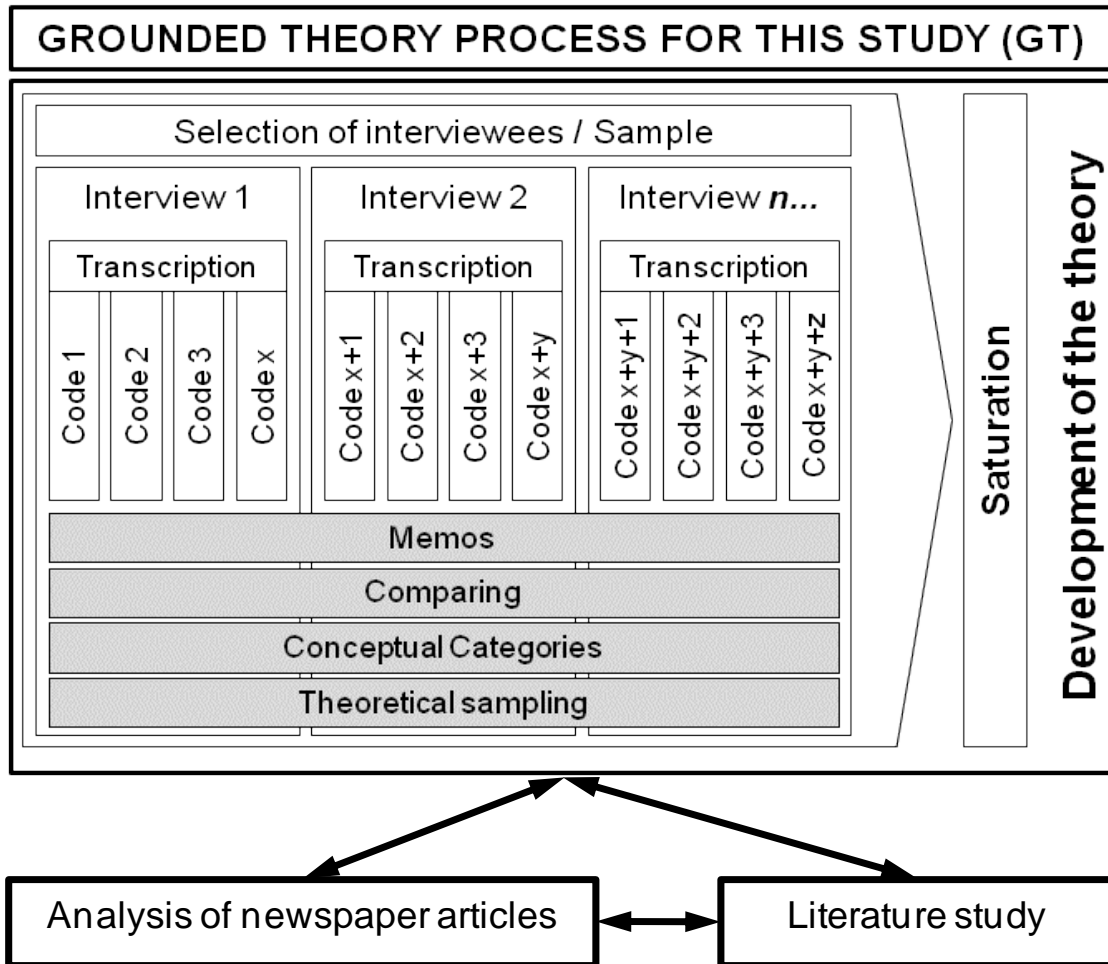 GROUNDED THEORY PROCESS FOR THIS STUDY (GT)
Selection of interviewees / Sample
Interview 1
Transcription
Code 1
Code 2
Code 3
Code x
Interview 2
Transcription
Code x+1
Code x+2
Code x+3
Code x+y
Interview n...
Transcription
Code x+y+1
Code x+y+2
Code x+y+3
Code x+y+z
Memos
Comparing
Conceptual Categories
Theoretical sampling
Saturation
Development of the theory
Analysis of newspaper articles
Literature study